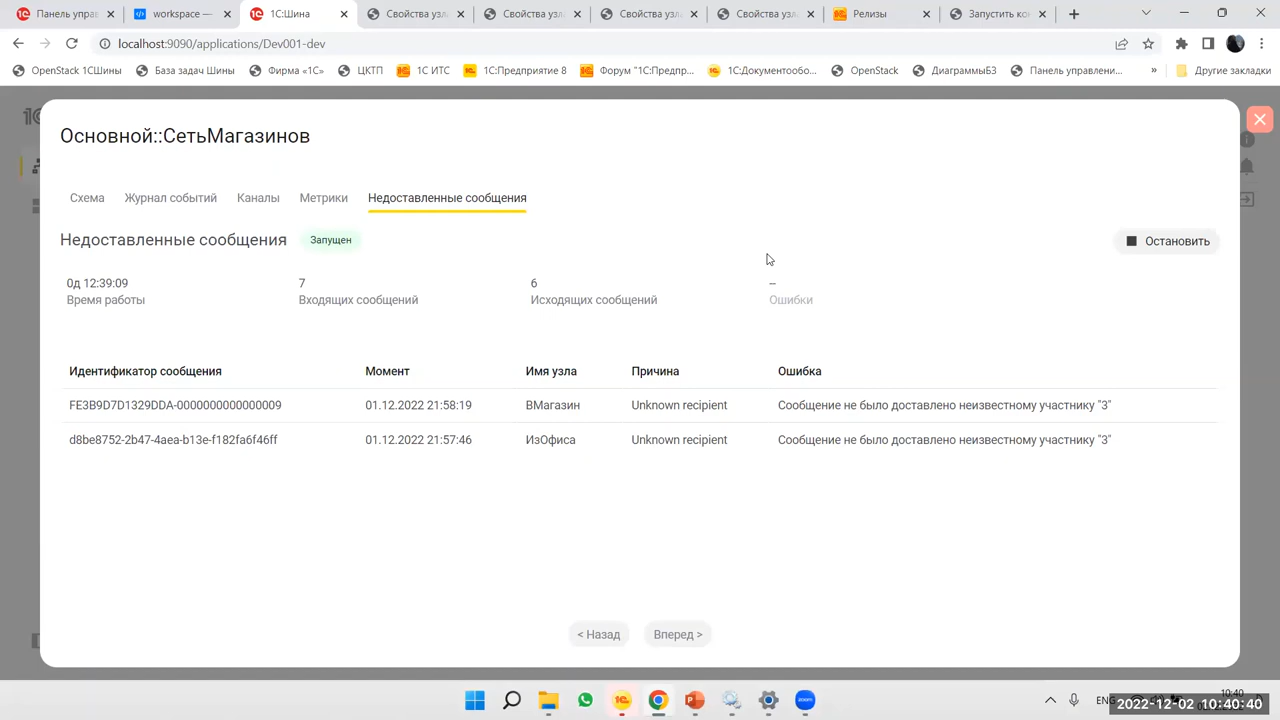 Панель управ
workspace —
1С:Шина
Свойства узл
Свойства узл
Свойства узл
Свойства узл
Релизы
Запустить ко
localhost:9090/applications/Dev001-dev
OpenStack 1СШины
База задач Шины
Фирма «1С»
ЦКТП
1С ИТС
1С:Предприятие 8
Форум "1С:Предпр...
1С:Документообо...
OpenStack
ДиаграммыБЗ
Панель управлени...
»
Другие закладки
Основной::СетьМагазинов
Схема
Журнал событий
Каналы
Метрики
Недоставленные сообщения
Недоставленные сообщения
Запущен
Остановить
0д 12:39:09
7
6
–
Время работы
Входящих сообщений
Исходящих сообщений
Ошибки
Идентификатор сообщения
Момент
Имя узла
Причина
Ошибка
FE3B9D7D1329DDA-0000000000000009
01.12.2022 21:58:19
ВМагазин
Unknown recipient
Сообщение не было доставлено неизвестному участнику "3"
d8be8752-2b47-4aea-b13e-f182fa6f46ff
01.12.2022 21:57:46
ИзОфиса
Unknown recipient
Сообщение не было доставлено неизвестному участнику "3"
< Назад
Вперед >
zoom
ENG
10:40
2022-12-02 10:40:40